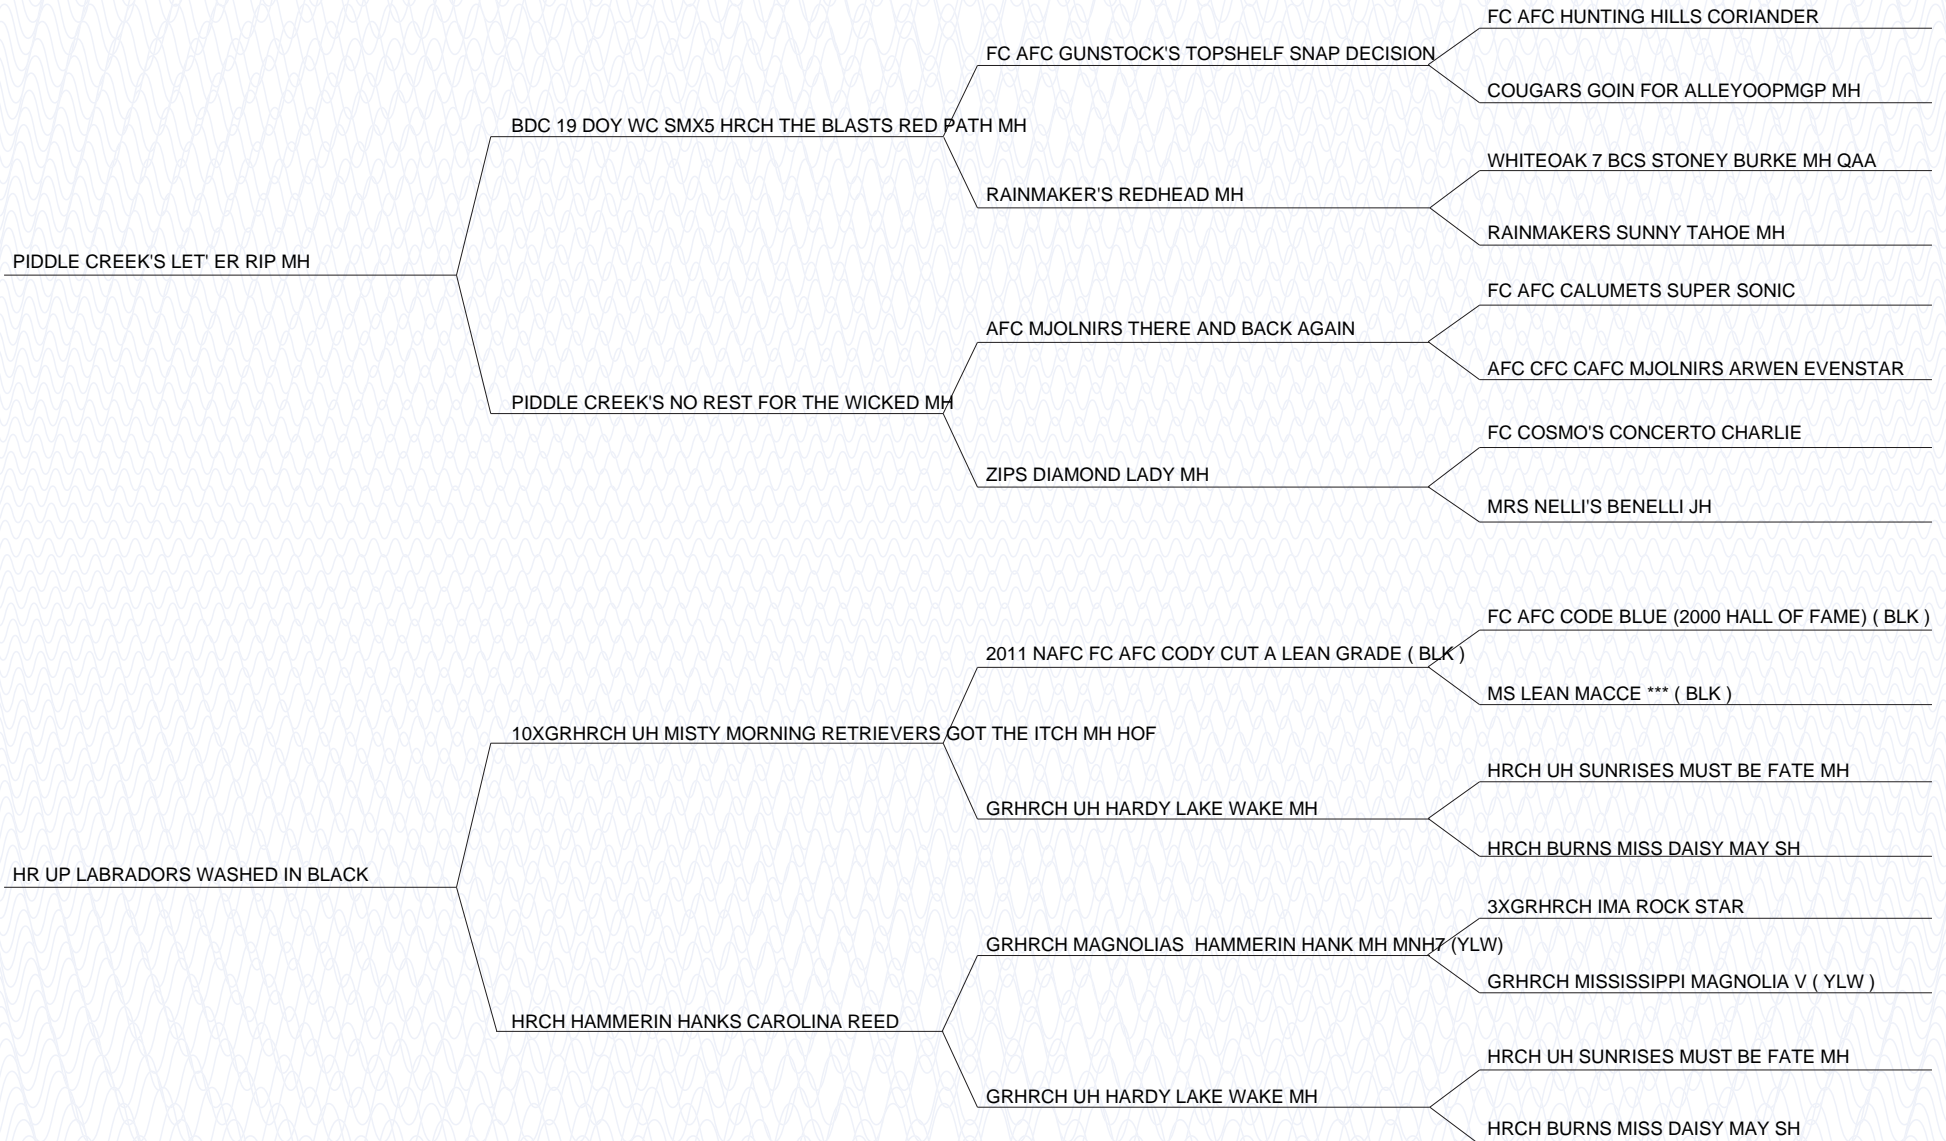 FC AFC HUNTING HILLS CORIANDER
FC AFC GUNSTOCK'S TOPSHELF SNAP DECISION
COUGARS GOIN FOR ALLEYOOPMGP MH
BDC 19 DOY WC SMX5 HRCH THE BLASTS RED PATH MH
WHITEOAK 7 BCS STONEY BURKE MH QAA
RAINMAKER'S REDHEAD MH
RAINMAKERS SUNNY TAHOE MH
PIDDLE CREEK'S LET' ER RIP MH
FC AFC CALUMETS SUPER SONIC
AFC MJOLNIRS THERE AND BACK AGAIN
AFC CFC CAFC MJOLNIRS ARWEN EVENSTAR
PIDDLE CREEK'S NO REST FOR THE WICKED MH
FC COSMO'S CONCERTO CHARLIE
ZIPS DIAMOND LADY MH
MRS NELLI'S BENELLI JH
FC AFC CODE BLUE (2000 HALL OF FAME) ( BLK )
2011 NAFC FC AFC CODY CUT A LEAN GRADE ( BLK )
MS LEAN MACCE *** ( BLK )
10XGRHRCH UH MISTY MORNING RETRIEVERS GOT THE ITCH MH HOF
HRCH UH SUNRISES MUST BE FATE MH
GRHRCH UH HARDY LAKE WAKE MH
HRCH BURNS MISS DAISY MAY SH
HR UP LABRADORS WASHED IN BLACK
3XGRHRCH IMA ROCK STAR
GRHRCH MAGNOLIAS  HAMMERIN HANK MH MNH7 (YLW)
GRHRCH MISSISSIPPI MAGNOLIA V ( YLW )
HRCH HAMMERIN HANKS CAROLINA REED
HRCH UH SUNRISES MUST BE FATE MH
GRHRCH UH HARDY LAKE WAKE MH
HRCH BURNS MISS DAISY MAY SH